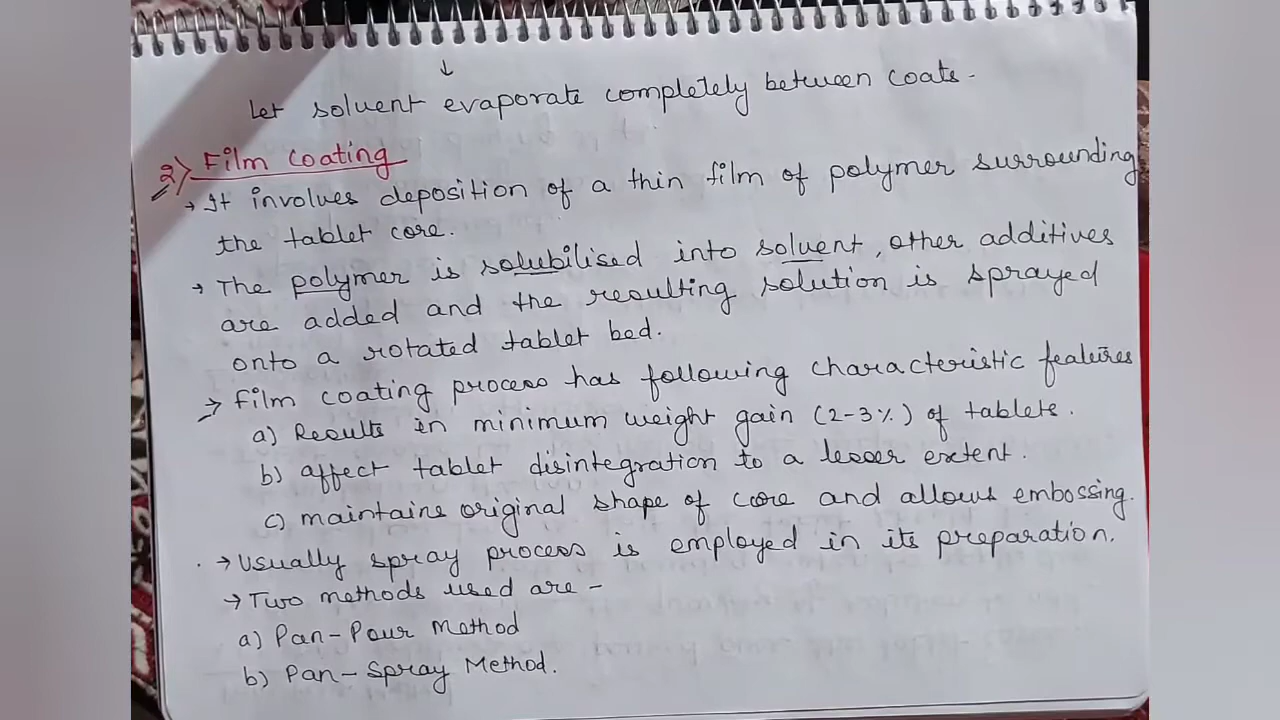 ↓
Let solvent evaporate completely between coats.
2) Film Coating
→ It involves deposition of a thin film of polymer surrounding
the tablet core.
→ The polymer is solubilised into solvent, other additives
are added and the resulting solution is sprayed
onto a rotated tablet bed.
→ Film coating process has following characteristic features
a) Results in minimum weight gain (2-3%) of tablets.
b) affect tablet disintegration to a lesser extent.
c) maintains original shape of core and allows embossing.
→ Usually spray process is employed in its preparation.
→ Two methods used are -
a) Pan-Pour Method
b) Pan-Spray Method.